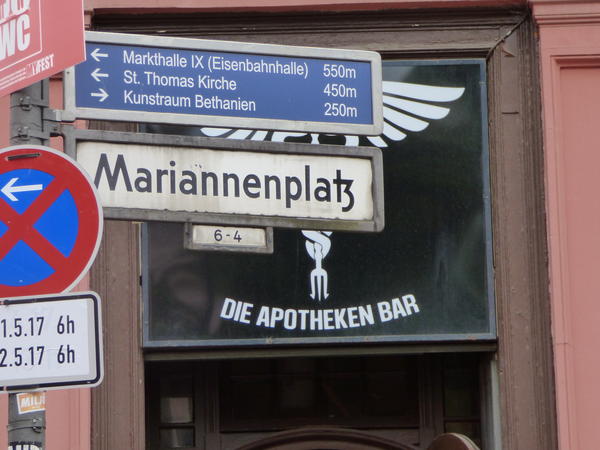 WC
MYFEST
Markthalle IX (Eisenbahnhalle) 550m
St. Thomas Kirche 450m
Kunstraum Bethanien 250m
Mariannenplatz
6-4
DIE APOTHEKEN BAR
1.5.17 6h
2.5.17 6h